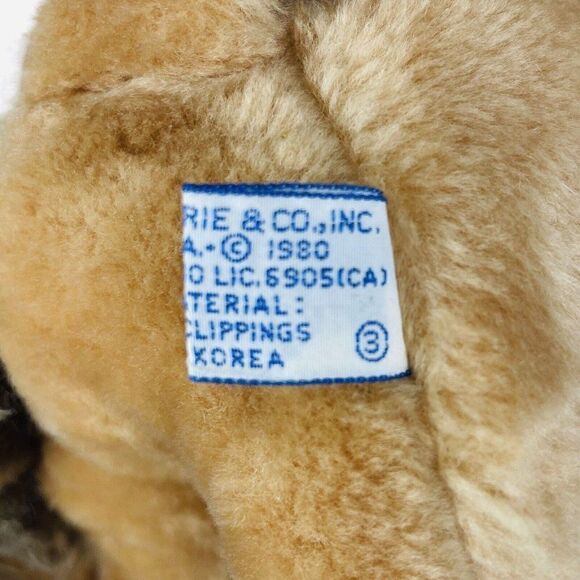 RIE & CO., INC.
A.-© 1980
O LIC.6905(CA)
TERIAL:
CLIPPINGS
KOREA ③